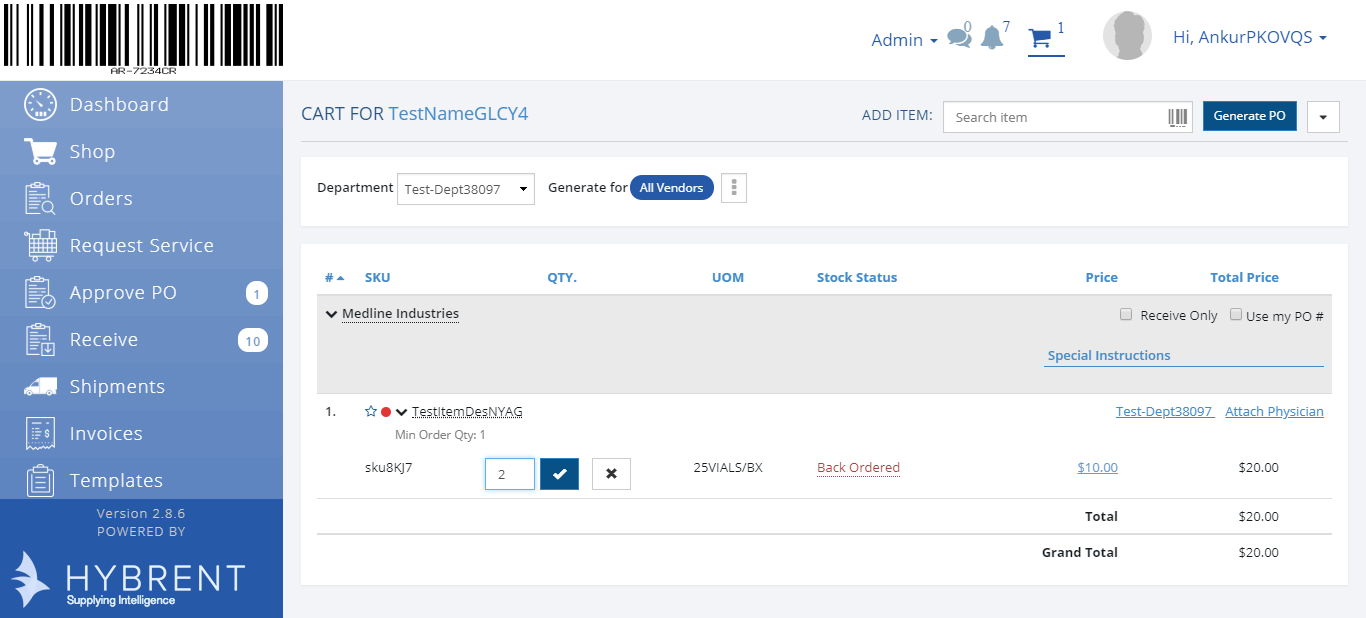 AR-7234CR
Admin 0 7 1 Hi, AnkurPKOVQS
Dashboard
Shop
Orders
Request Service
Approve PO 1
Receive 10
Shipments
Invoices
Templates
Version 2.8.6
POWERED BY
HYBRENT
Supplying Intelligence
CART FOR TestNameGLCY4 ADD ITEM: Search item Generate PO
Department Test-Dept38097 Generate for All Vendors
# SKU QTY. UOM Stock Status Price Total Price
Medline Industries Receive Only Use my PO #
Special Instructions
1. TestItemDesNYAG Test-Dept38097 Attach Physician
Min Order Qty: 1
sku8KJ7 2 25VIALS/BX Back Ordered $10.00 $20.00
Total $20.00
Grand Total $20.00